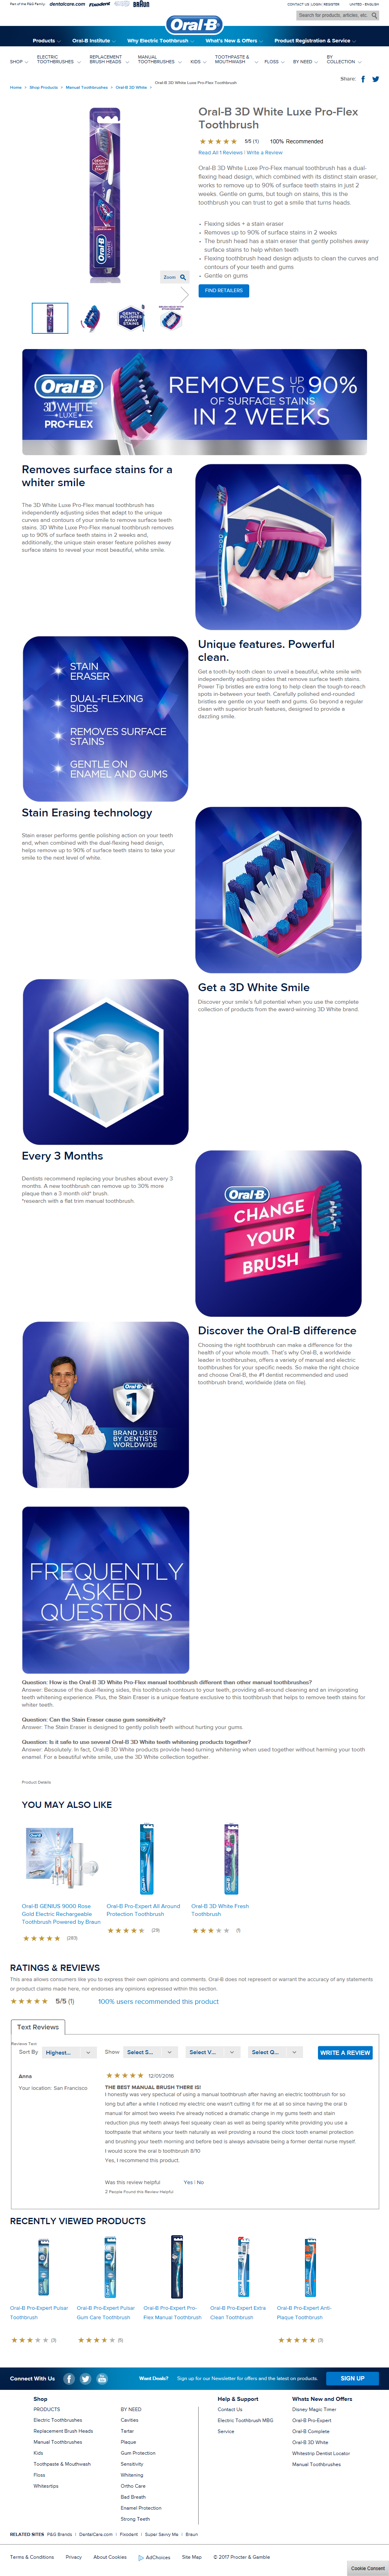 Part of the P&G Family
dentalcare.com
Fixodent
BRAUN
CONTACT US
LOGIN
REGISTER
UNITED - ENGLISH
Search for products, articles, etc.
Oral-B
Products
Oral-B Institute
Why Electric Toothbrush
What's New & Offers
Product Registration & Service
SHOP
ELECTRIC TOOTHBRUSHES
REPLACEMENT BRUSH HEADS
MANUAL TOOTHBRUSHES
KIDS
TOOTHPASTE & MOUTHWASH
FLOSS
BY NEED
BY COLLECTION
Share:
Home > Shop Products > Manual Toothbrushes > Oral-B 3D White > Oral-B 3D White Luxe Pro-Flex Toothbrush
Oral-B 3D White Luxe Pro-Flex
Toothbrush
5/5 (1) 100% Recommended
Read All 1 Reviews | Write a Review
Oral-B 3D White Luxe Pro-Flex manual toothbrush has a dual-
flexing head design, which combined with its distinct stain eraser,
works to remove up to 90% of surface stains in just 2
weeks. Gentle on gums, but tough on stains, this is the
toothbrush you can trust to get a smile that turns heads.
Flexing sides + a stain eraser
Removes up to 90% of surface stains in 2 weeks
The brush head has a stain eraser that gently polishes away
surface stains to help whiten teeth
Flexing toothbrush head design adjusts to clean the curves and
contours of your teeth and gums
Gentle on gums
FIND RETAILERS
Zoom
GENTLY
POLISHES
AWAY
STAINS
Oral-B
3D WHITE
LUXE
PRO-FLEX
REMOVES UP TO 90%
OF SURFACE STAINS
IN 2 WEEKS
Removes surface stains for a
whiter smile
The 3D White Luxe Pro-Flex manual toothbrush has
independently adjusting sides that adapt to the unique
curves and contours of your smile to remove surface teeth
stains. 3D White Luxe Pro-Flex manual toothbrush removes
up to 90% of surface teeth stains in 2 weeks and,
additionally, the unique stain eraser feature polishes away
surface stains to reveal your most beautiful, white smile.
STAIN
ERASER
DUAL-FLEXING
SIDES
REMOVES SURFACE
STAINS
GENTLE ON
ENAMEL AND GUMS
Unique features. Powerful
clean.
Get a tooth-by-tooth clean to unveil a beautiful, white smile with
independently adjusting sides that remove surface teeth stains.
Power Tip bristles are extra long to help clean the tough-to-reach
spots in-between your teeth. Carefully polished end-rounded
bristles are gentle on your teeth and gums. Go beyond a regular
clean with superior brush features, designed to provide a
dazzling smile.
Stain Erasing technology
Stain eraser performs gentle polishing action on your teeth
and, when combined with the dual-flexing head design,
helps remove up to 90% of surface teeth stains to take your
smile to the next level of white.
Get a 3D White Smile
Discover your smile's full potential when you use the complete
collection of products from the award-winning 3D White brand.
Every 3 Months
Dentists recommend replacing your brushes about every 3
months. A new toothbrush can remove up to 30% more
plaque than a 3 month old* brush.
*research with a flat trim manual toothbrush.
Oral-B
CHANGE
YOUR
BRUSH
Oral-B
#1
BRAND USED
BY DENTISTS
WORLDWIDE
Discover the Oral-B difference
Choosing the right toothbrush can make a difference for the
health of your whole mouth. That's why Oral-B, a worldwide
leader in toothbrushes, offers a variety of manual and electric
toothbrushes for your specific needs. So make the right choice
and choose Oral-B, the #1 dentist recommended and used
toothbrush brand, worldwide (data on file).
FREQUENTLY
ASKED
QUESTIONS
Question: How is the Oral-B 3D White Pro-Flex manual toothbrush different than other manual toothbrushes?
Answer: Because of the dual-flexing sides, this toothbrush contours to your teeth, providing all-around cleaning and an invigorating
teeth whitening experience. Plus, the Stain Eraser is a unique feature exclusive to this toothbrush that helps to remove teeth stains for
whiter teeth.
Question: Can the Stain Eraser cause gum sensitivity?
Answer: The Stain Eraser is designed to gently polish teeth without hurting your gums.
Question: Is it safe to use several Oral-B 3D White teeth whitening products together?
Answer: Absolutely. In fact, Oral-B 3D White products provide head-turning whitening when used together without harming your tooth
enamel. For a beautiful white smile, use the 3D White collection together.
Product Details
YOU MAY ALSO LIKE
Oral-B GENIUS 9000 Rose
Gold Electric Rechargeable
Toothbrush Powered by Braun
(283)
Oral-B Pro-Expert All Around
Protection Toothbrush
(29)
Oral-B 3D White Fresh
Toothbrush
(1)
RATINGS & REVIEWS
This area allows consumers like you to express their own opinions and comments. Oral-B does not represent or warrant the accuracy of any statements
or product claims made here, nor endorses any opinions expressed within this section.
5/5 (1) 100% users recommended this product
Text Reviews
Reviews Text
Sort By
Highest...
Show
Select S...
Select V...
Select Q...
WRITE A REVIEW
Anna
Your location: San Francisco
12/01/2016
THE BEST MANUAL BRUSH THERE IS!
I honestly was very spectacular of using a manual toothbrush after having an electric toothbrush for so
long but after a while I noticed my electric one wasn't cutting it for me at all so since having the oral b
manual for almost two weeks I've already noticed a dramatic change in my gums teeth and stain
reduction plus my teeth always feel squeaky clean as well as being sparkly white providing you use a
toothpaste that whitens your teeth naturally as well providing a round the clock tooth enamel protection
and brushing your teeth morning and before bed is always advisable being a former dental nurse myself.
I would score the oral b toothbrush 8/10
Yes, I recommend this product.
Was this review helpful
Yes | No
2 People Found this Review Helpful
RECENTLY VIEWED PRODUCTS
Oral-B Pro-Expert Pulsar
Toothbrush
(3)
Oral-B Pro-Expert Pulsar
Gum Care Toothbrush
(5)
Oral-B Pro-Expert Pro-
Flex Manual Toothbrush
Oral-B Pro-Expert Extra
Clean Toothbrush
Oral-B Pro-Expert Anti-
Plaque Toothbrush
(3)
Connect With Us
Want Deals?
Sign up for our Newsletter for offers and the latest on products.
SIGN UP
Shop
PRODUCTS
Electric Toothbrushes
Replacement Brush Heads
Manual Toothbrushes
Kids
Toothpaste & Mouthwash
Floss
Whitestrips
BY NEED
Cavities
Tartar
Plaque
Gum Protection
Sensitivity
Whitening
Ortho Care
Bad Breath
Enamel Protection
Strong Teeth
Help & Support
Contact Us
Electric Toothbrush MBG
Service
Whats New and Offers
Disney Magic Timer
Oral-B Pro-Expert
Oral-B Complete
Oral-B 3D White
Whitestrip Dentist Locator
Manual Toothbrushes
RELATED SITES P&G Brands | DentalCare.com | Fixodent | Super Savvy Me | Braun
Terms & Conditions
Privacy
About Cookies
AdChoices
Site Map
© 2017 Procter & Gamble
Cookie Consent